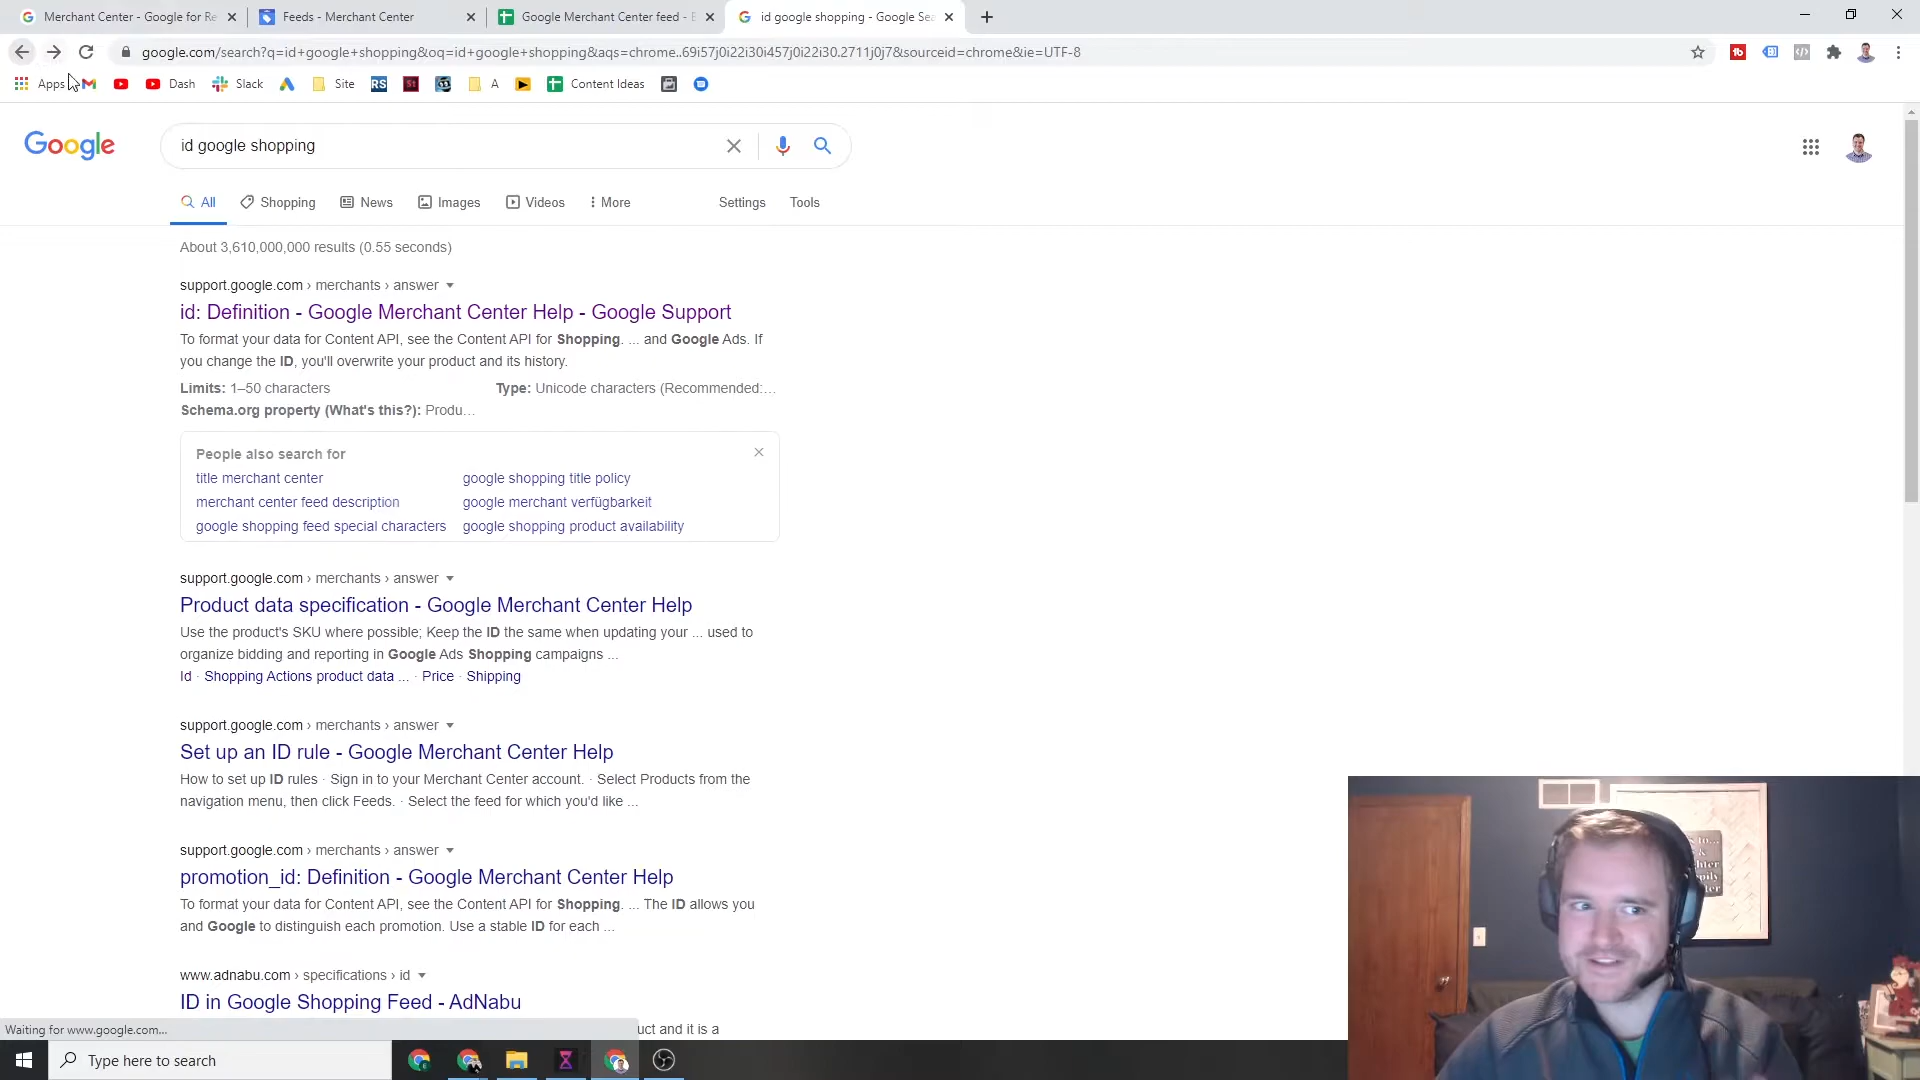 Merchant Center - Google for Re
Feeds - Merchant Center
Google Merchant Center feed - E
id google shopping - Google Sea
google.com/search?q=id+google+shopping&oq=id+google+shopping&aqs=chrome..69i57j0i22i30i457j0i22i30.2711j0j7&sourceid=chrome&ie=UTF-8
Apps
Dash
Slack
Site
RS
St
A
Content Ideas
Google
id google shopping
All
Shopping
News
Images
Videos
More
Settings
Tools
About 3,610,000,000 results (0.55 seconds)
support.google.com › merchants › answer
id: Definition - Google Merchant Center Help - Google Support
To format your data for Content API, see the Content API for Shopping. ... and Google Ads. If
you change the ID, you'll overwrite your product and its history.
Limits: 1–50 characters
Type: Unicode characters (Recommended:...
Schema.org property (What's this?): Produ...
People also search for
title merchant center
google shopping title policy
merchant center feed description
google merchant verfügbarkeit
google shopping feed special characters
google shopping product availability
support.google.com › merchants › answer
Product data specification - Google Merchant Center Help
Use the product's SKU where possible; Keep the ID the same when updating your ... used to
organize bidding and reporting in Google Ads Shopping campaigns ...
Id · Shopping Actions product data ... · Price · Shipping
support.google.com › merchants › answer
Set up an ID rule - Google Merchant Center Help
How to set up ID rules · Sign in to your Merchant Center account. · Select Products from the
navigation menu, then click Feeds. · Select the feed for which you'd like ...
support.google.com › merchants › answer
promotion_id: Definition - Google Merchant Center Help
To format your data for Content API, see the Content API for Shopping. ... The ID allows you
and Google to distinguish each promotion. Use a stable ID for each ...
www.adnabu.com › specifications › id
ID in Google Shopping Feed - AdNabu
uct and it is a
Waiting for www.google.com...
Type here to search